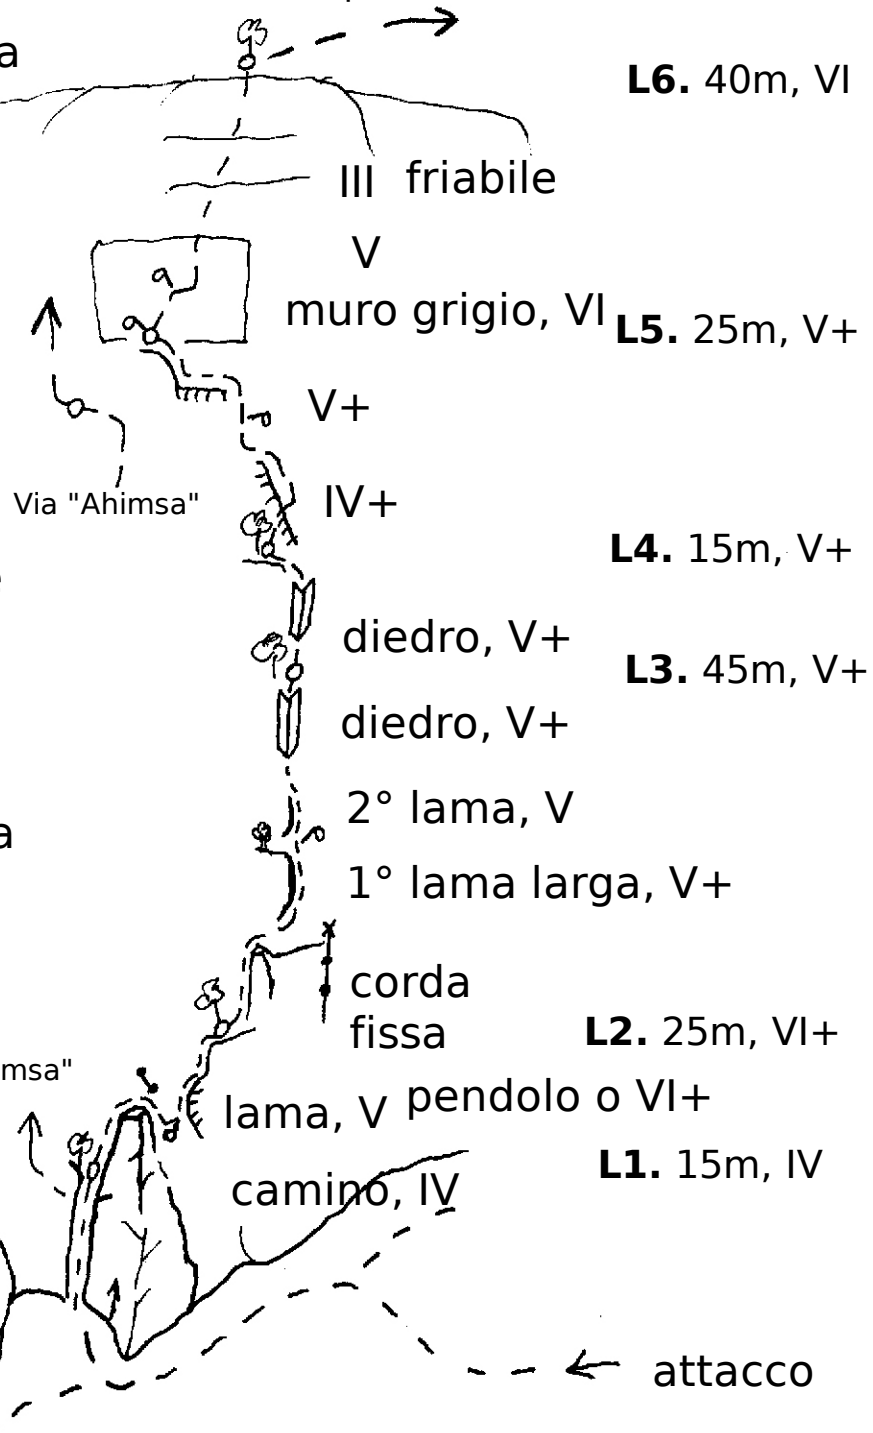 a
L6. 40m, VI
III friabile
V
muro grigio, VI
L5. 25m, V+
V+
Via "Ahimsa"
IV+
L4. 15m, V+
diedro, V+
L3. 45m, V+
diedro, V+
2° lama, V
a
1° lama larga, V+
corda
fissa
L2. 25m, VI+
msa"
lama, V
pendolo o VI+
L1. 15m, IV
camino, IV
attacco